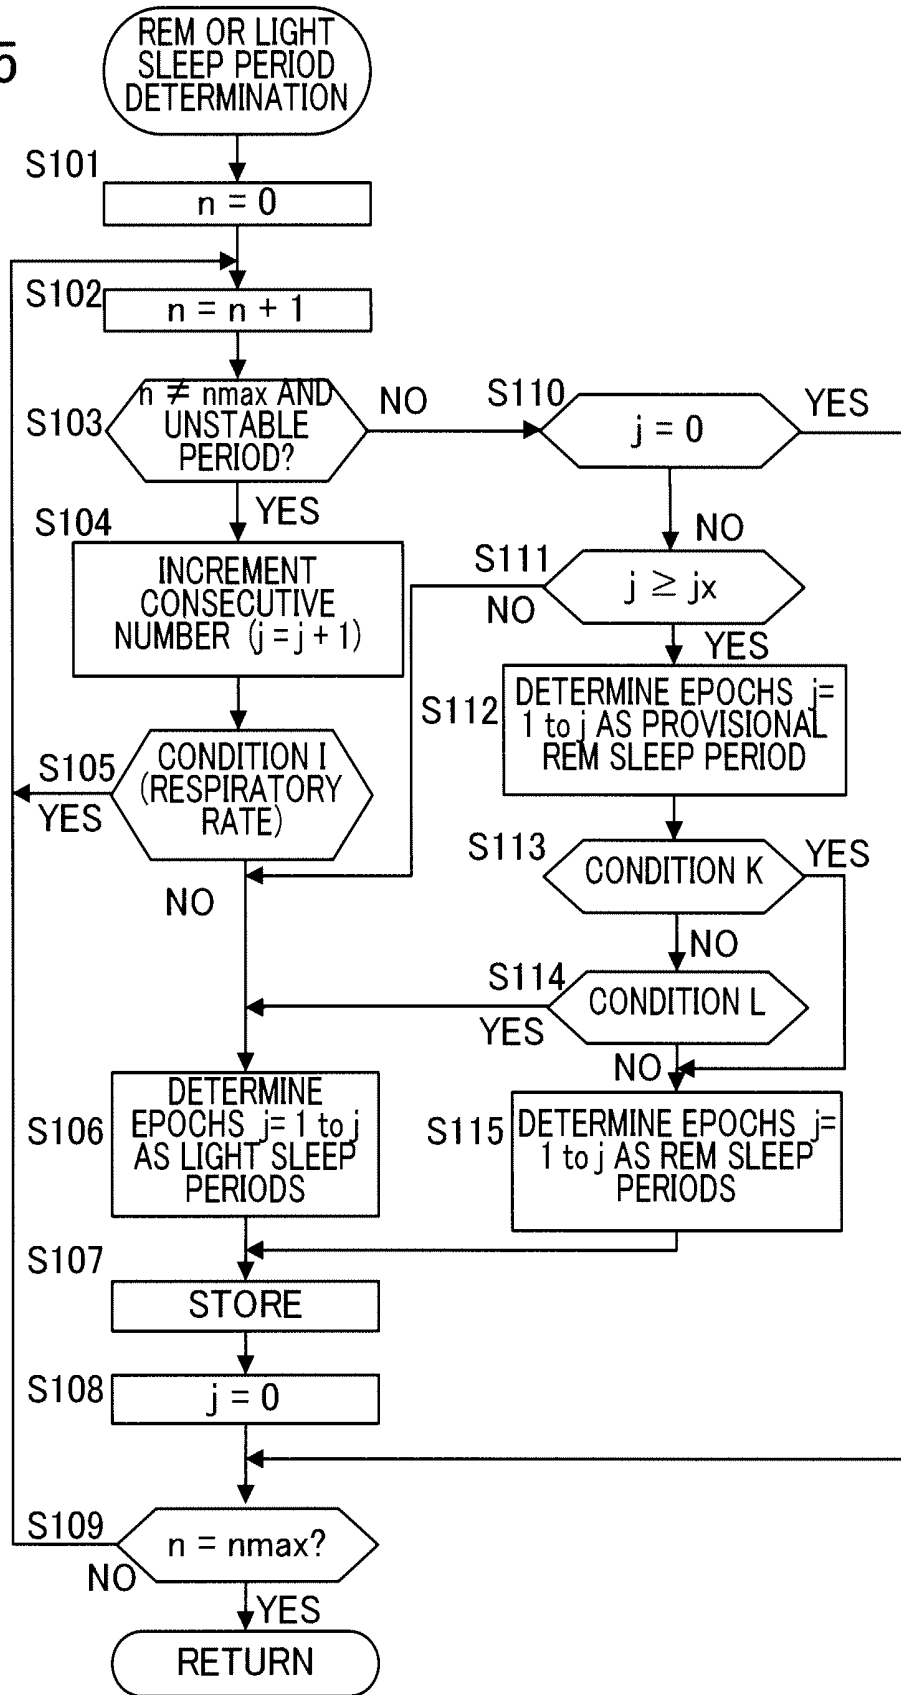 REM OR LIGHT
SLEEP PERIOD
DETERMINATION
S101
n = 0
S102
n = n + 1
S103
n ≠ nmax AND
UNSTABLE
PERIOD?
NO
YES
S110
j = 0
YES
NO
S104
INCREMENT
CONSECUTIVE
NUMBER (j = j + 1)
S111
j ≥ jx
NO
YES
S112
DETERMINE EPOCHS j=
1 to j AS PROVISIONAL
REM SLEEP PERIOD
S105
CONDITION I
(RESPIRATORY
RATE)
YES
NO
S113
CONDITION K
YES
NO
S114
CONDITION L
YES
NO
S106
DETERMINE
EPOCHS j= 1 to j
AS LIGHT SLEEP
PERIODS
S115
DETERMINE EPOCHS j=
1 to j AS REM SLEEP
PERIODS
S107
STORE
S108
j = 0
S109
n = nmax?
NO
YES
RETURN